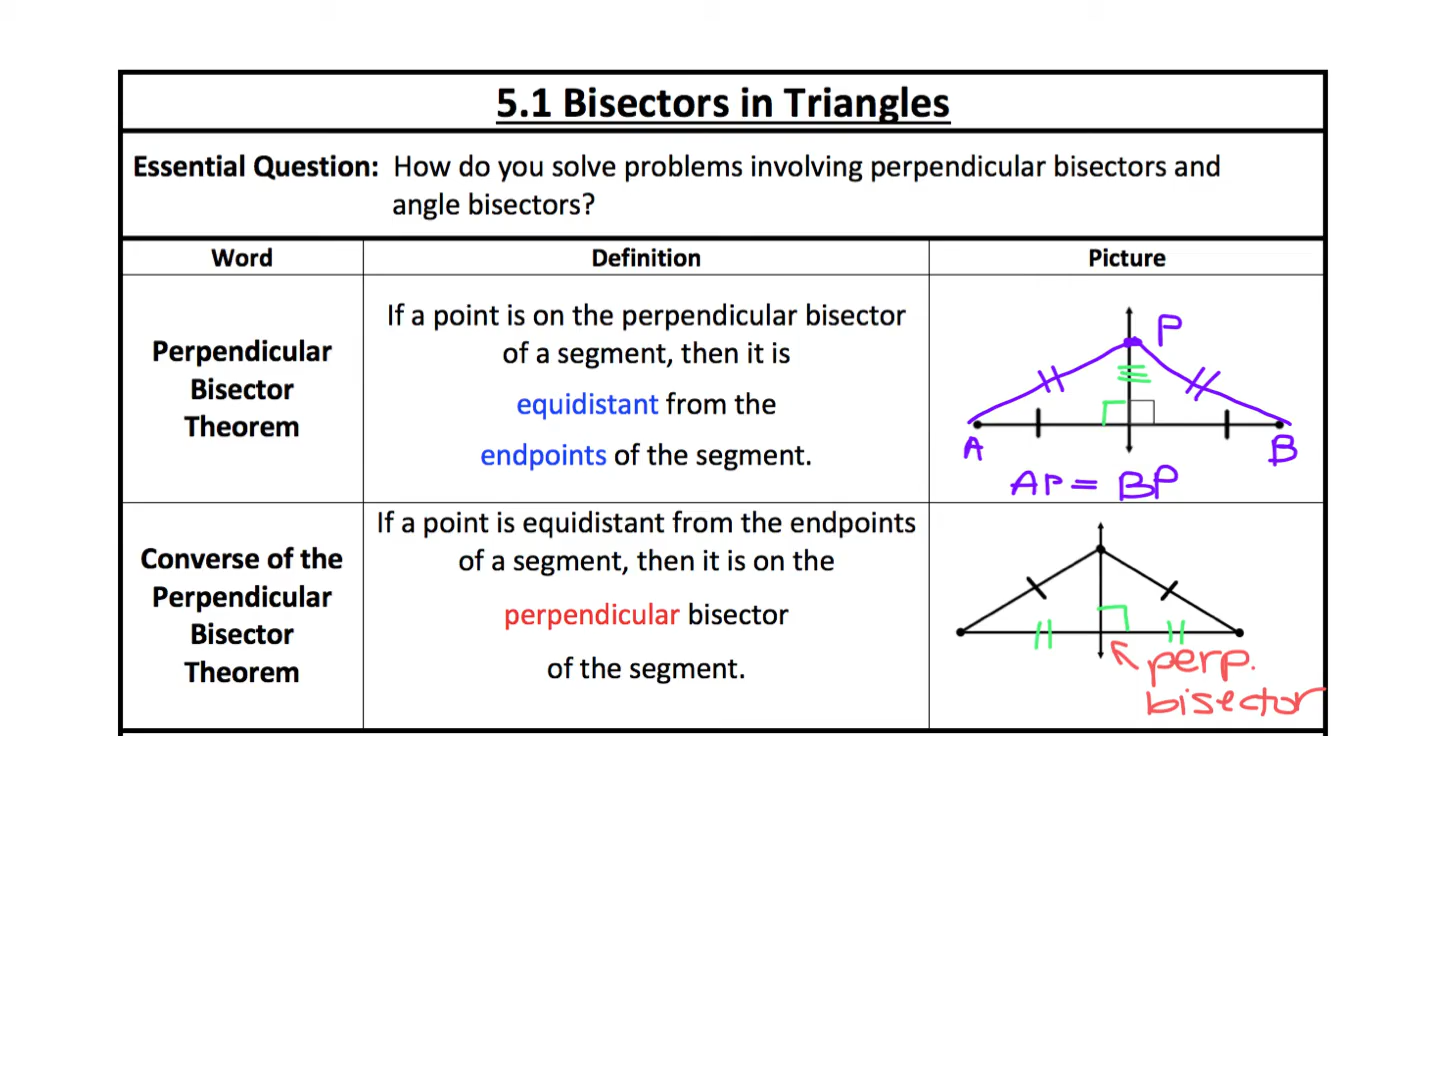 5.1 Bisectors in Triangles
Essential Question: How do you solve problems involving perpendicular bisectors and
angle bisectors?
Word
Definition
Picture
Perpendicular
Bisector
Theorem
If a point is on the perpendicular bisector
of a segment, then it is
equidistant from the
endpoints of the segment.
P
A
B
AP = BP
Converse of the
Perpendicular
Bisector
Theorem
If a point is equidistant from the endpoints
of a segment, then it is on the
perpendicular bisector
of the segment.
perp.
bisector